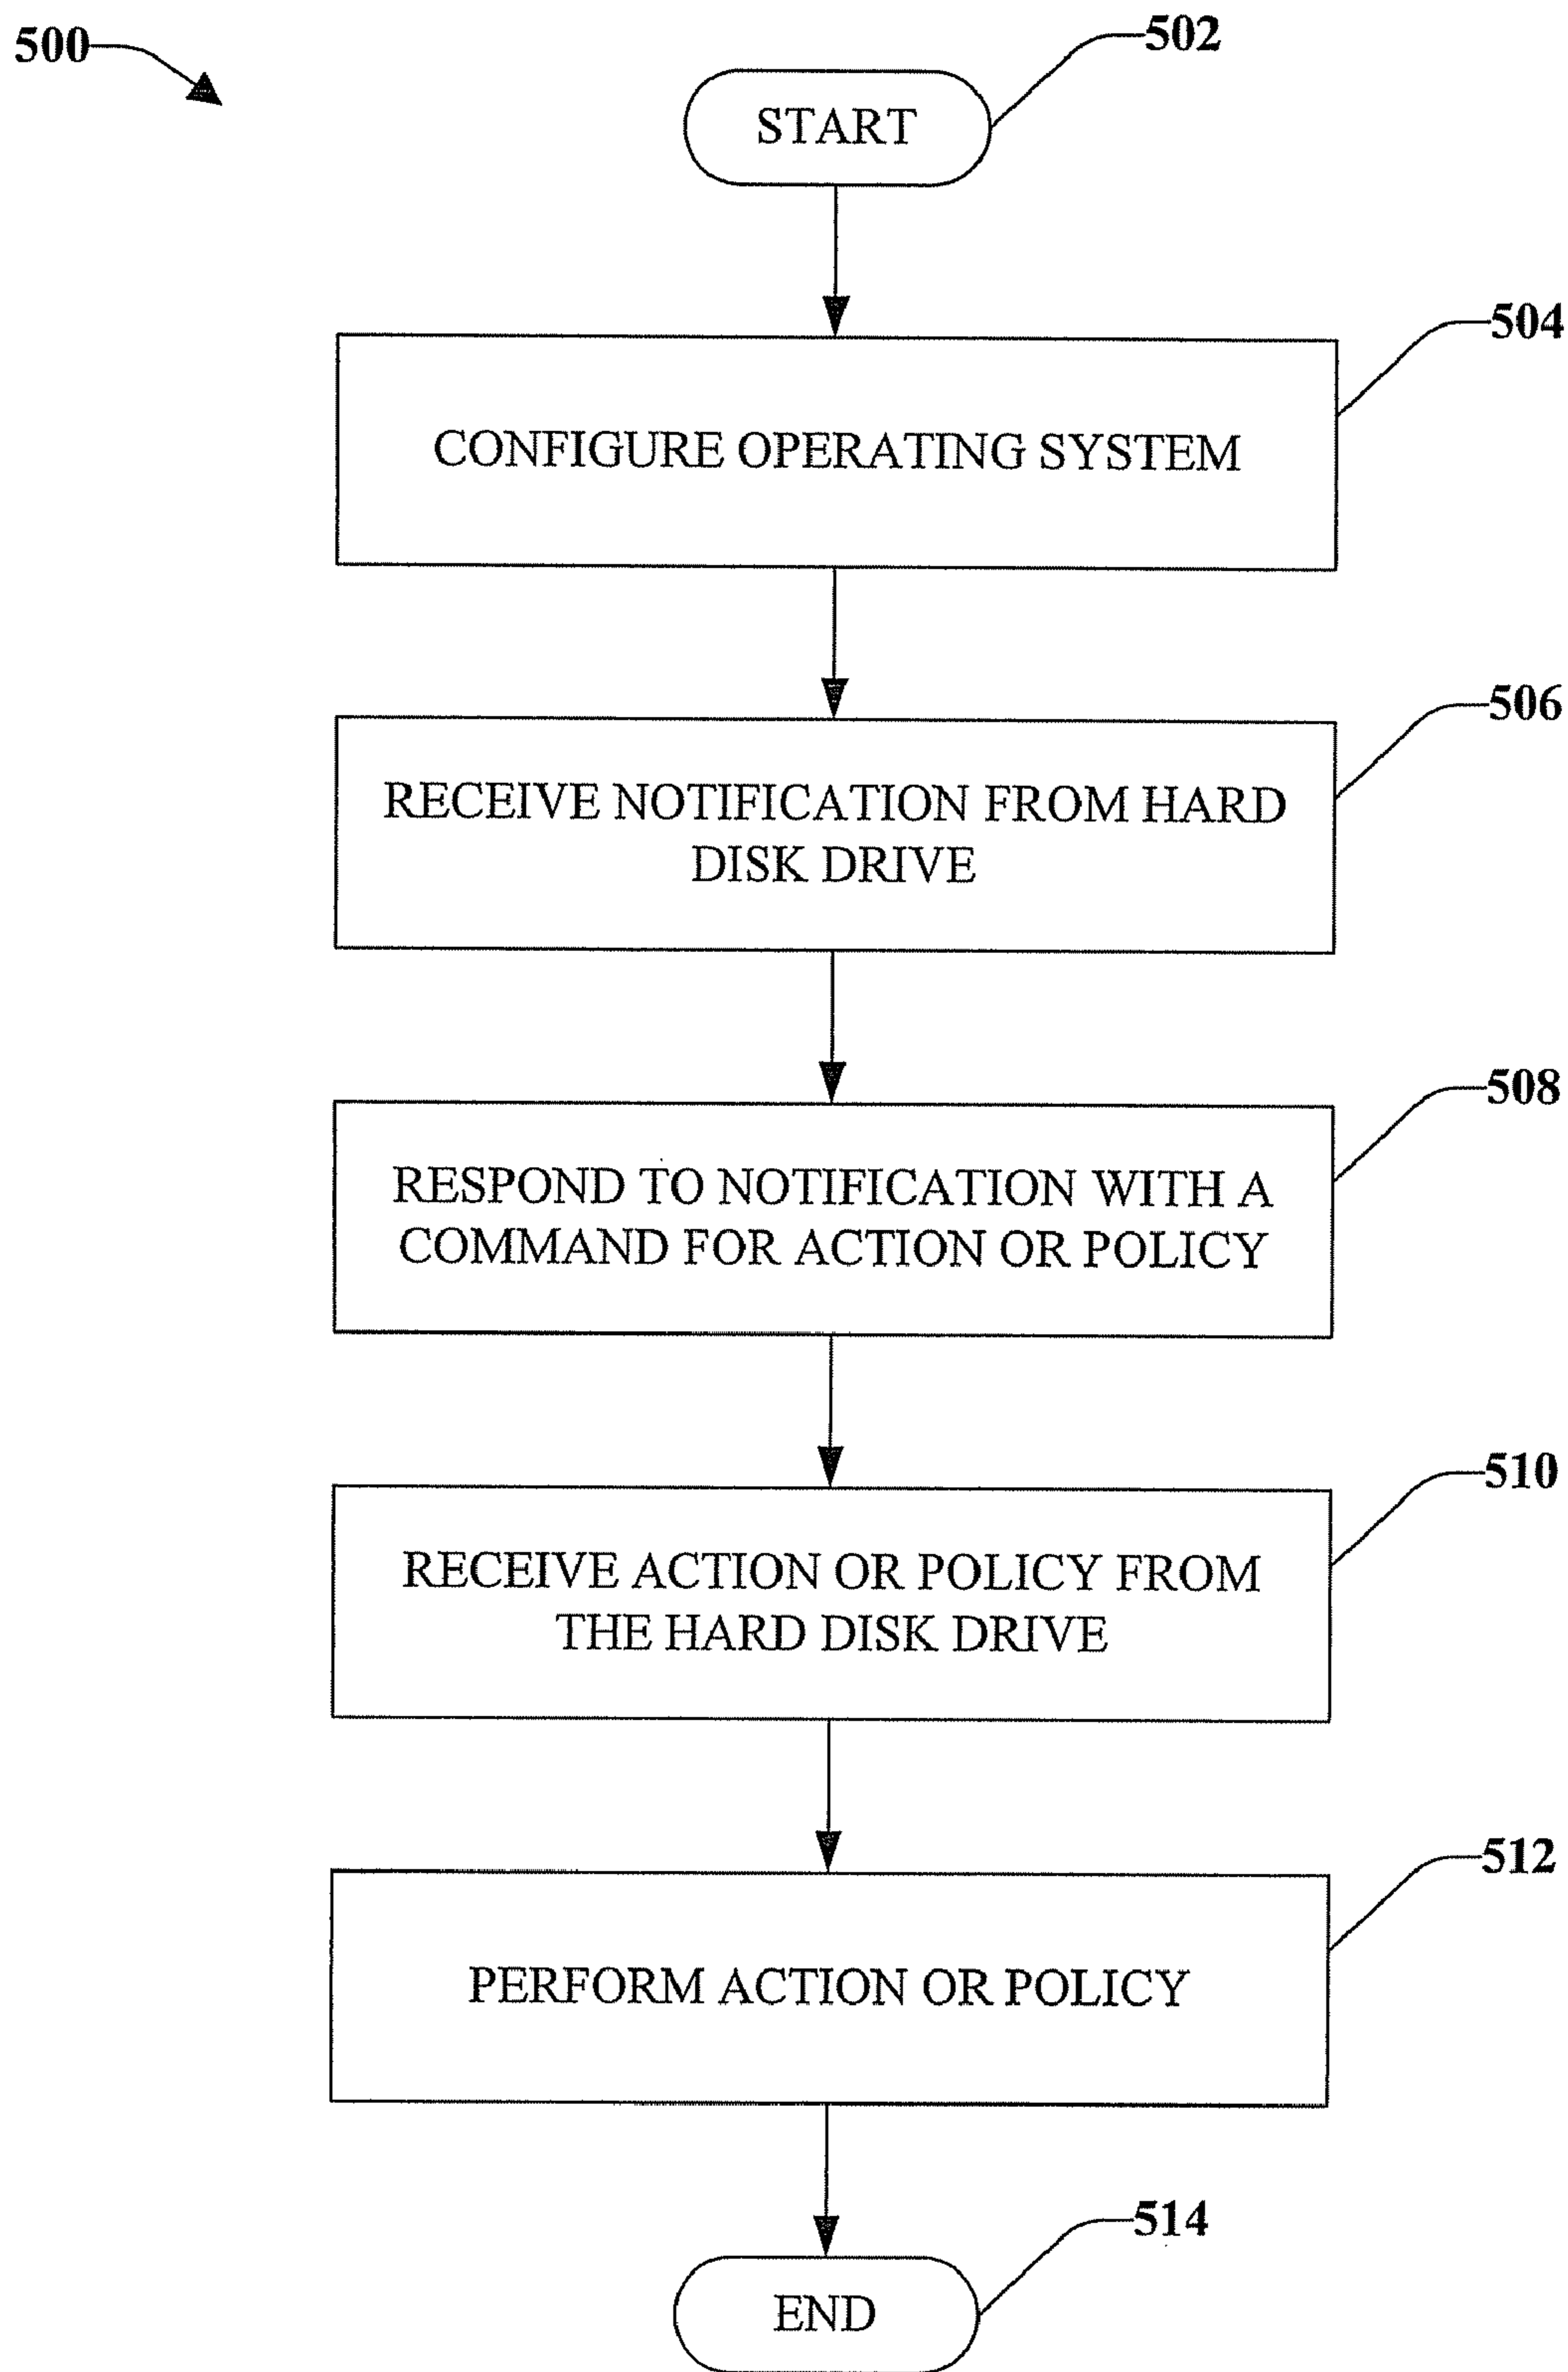 500
502
START
504
CONFIGURE OPERATING SYSTEM
506
RECEIVE NOTIFICATION FROM HARD
DISK DRIVE
508
RESPOND TO NOTIFICATION WITH A
COMMAND FOR ACTION OR POLICY
510
RECEIVE ACTION OR POLICY FROM
THE HARD DISK DRIVE
512
PERFORM ACTION OR POLICY
514
END